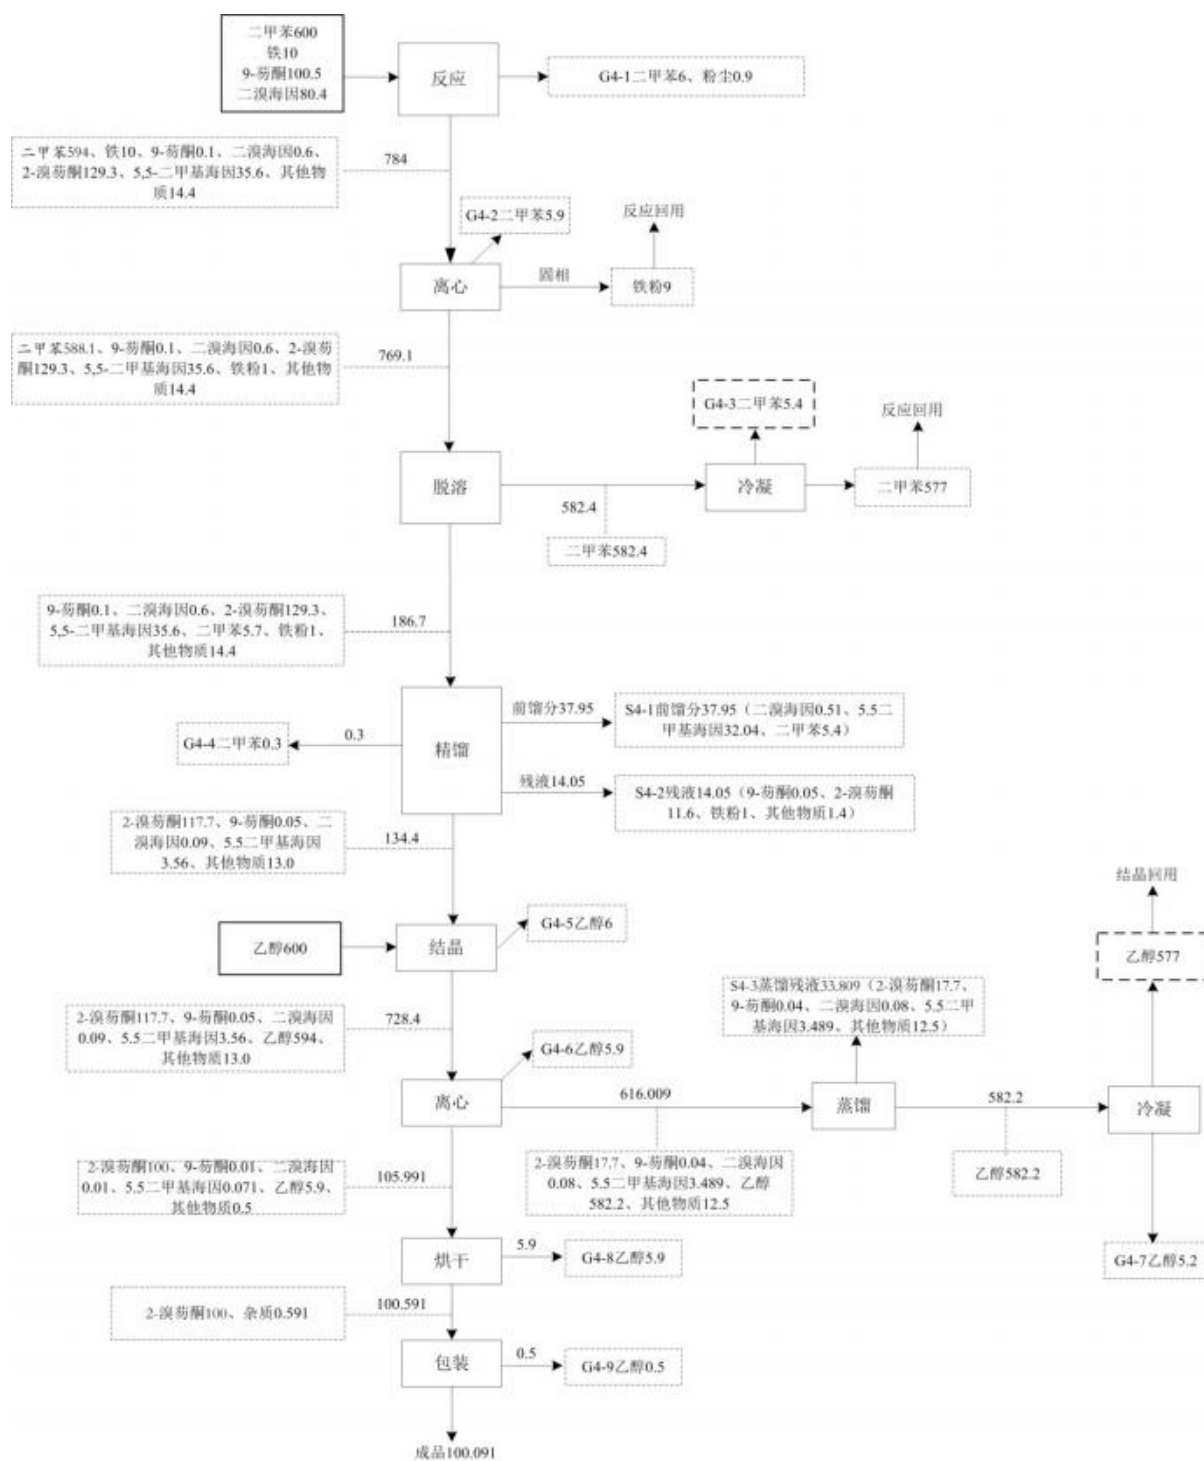 二甲苯600
铁10
9-芴酮100.5
二溴海因80.4
反应
G4-1二甲苯6、粉尘0.9
二甲苯594、铁10、9-芴酮0.1、二溴海因0.6、
2-溴芴酮129.3、5,5-二甲基海因35.6、其他物
质14.4
784
G4-2二甲苯5.9
反应回用
离心
固相
铁粉9
二甲苯588.1、9-芴酮0.1、二溴海因0.6、2-溴芴
酮129.3、5,5-二甲基海因35.6、铁粉1、其他物
质14.4
769.1
G4-3二甲苯5.4
反应回用
脱溶
582.4
冷凝
二甲苯577
二甲苯582.4
9-芴酮0.1、二溴海因0.6、2-溴芴酮129.3、
5,5-二甲基海因35.6、二甲苯5.7、铁粉1、
其他物质14.4
186.7
G4-4二甲苯0.3
0.3
精馏
前馏分37.95
S4-1前馏分37.95（二溴海因0.51、5.5二
甲基海因32.04、二甲苯5.4）
残液14.05
S4-2残液14.05（9-芴酮0.05、2-溴芴酮
11.6、铁粉1、其他物质1.4）
2-溴芴酮117.7、9-芴酮0.05、二
溴海因0.09、5.5二甲基海因
3.56、其他物质13.0
134.4
结晶回用
乙醇600
结晶
G4-5乙醇6
乙醇577
2-溴芴酮117.7、9-芴酮0.05、二溴海因
0.09、5.5二甲基海因3.56、乙醇594、
其他物质13.0
728.4
S4-3蒸馏残液33.809（2-溴芴酮17.7、
9-芴酮0.04、二溴海因0.08、5.5二甲
基海因3.489、其他物质12.5）
G4-6乙醇5.9
离心
616.009
蒸馏
582.2
冷凝
2-溴芴酮17.7、9-芴酮0.04、二溴海因
0.08、5.5二甲基海因3.489、乙醇
582.2、其他物质12.5
乙醇582.2
2-溴芴酮100、9-芴酮0.01、二溴海因
0.01、5.5二甲基海因0.071、乙醇5.9、
其他物质0.5
105.991
烘干
5.9
G4-8乙醇5.9
G4-7乙醇5.2
2-溴芴酮100、杂质0.591
100.591
包装
0.5
G4-9乙醇0.5
成品100.091